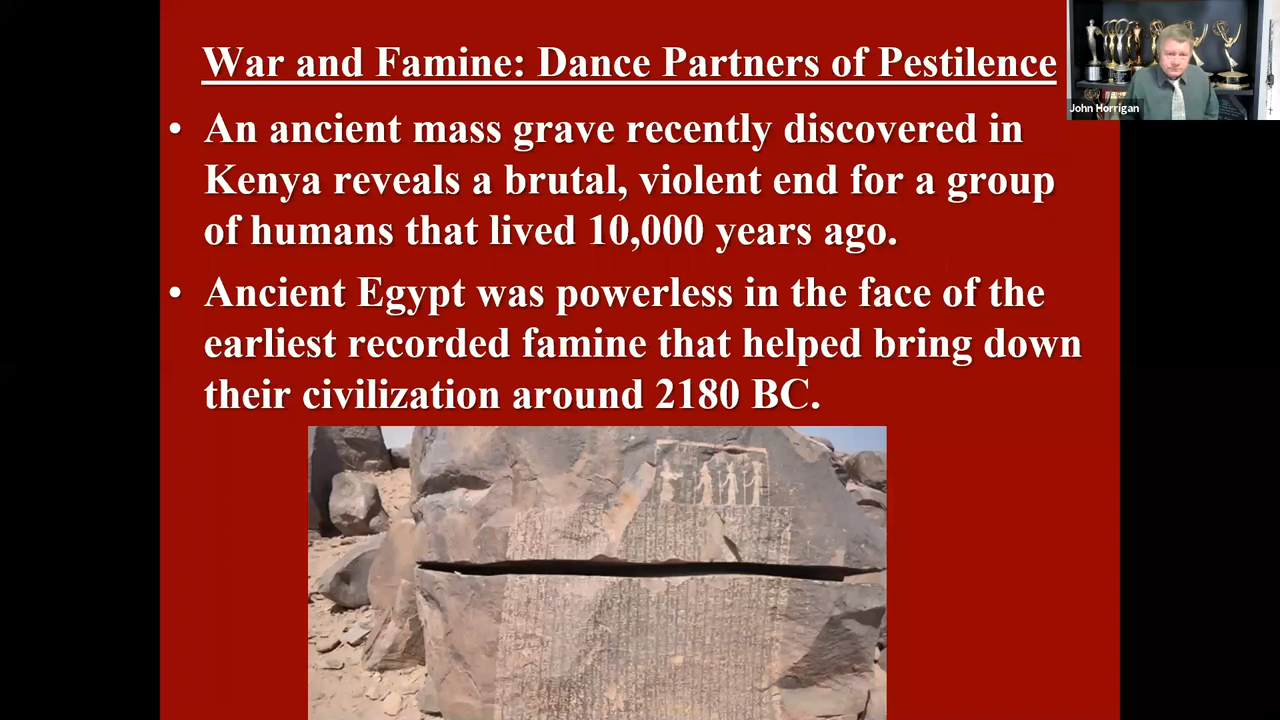 War and Famine: Dance Partners of Pestilence
John Horrigan
• An ancient mass grave recently discovered in
Kenya reveals a brutal, violent end for a group
of humans that lived 10,000 years ago.
• Ancient Egypt was powerless in the face of the
earliest recorded famine that helped bring down
their civilization around 2180 BC.